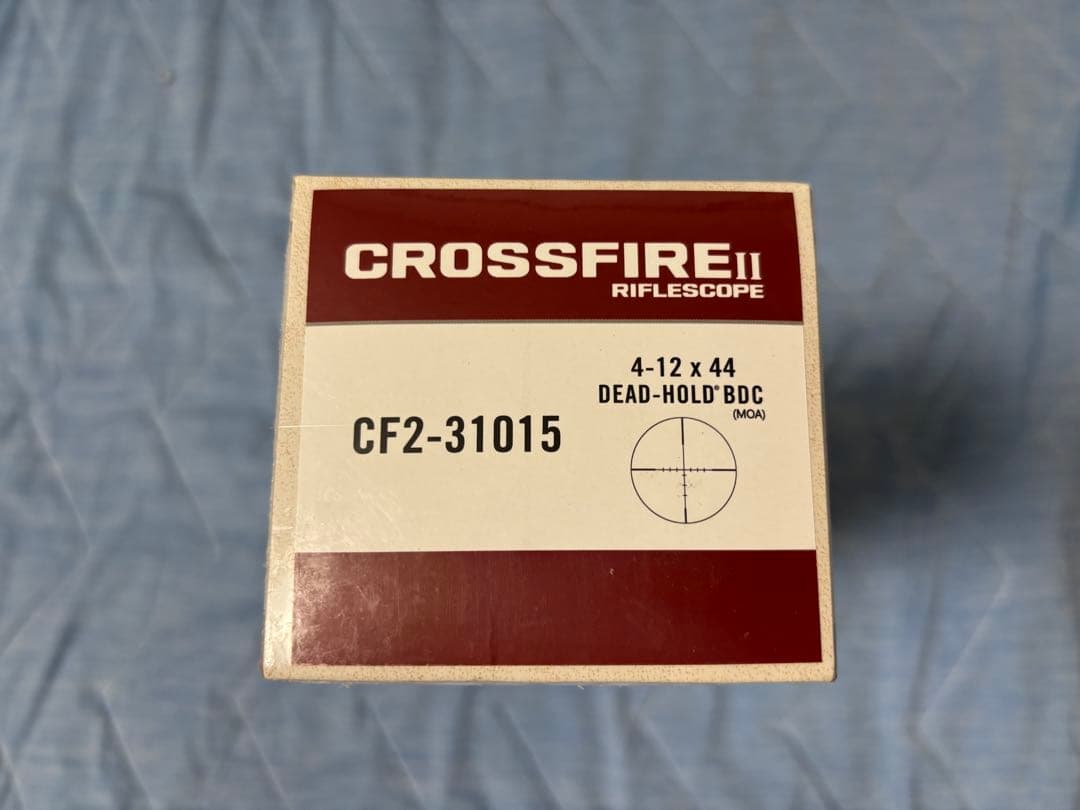 CROSSFIRE II
RIFLESCOPE
4-12 x 44
DEAD-HOLD® BDC
(MOA)
CF2-31015